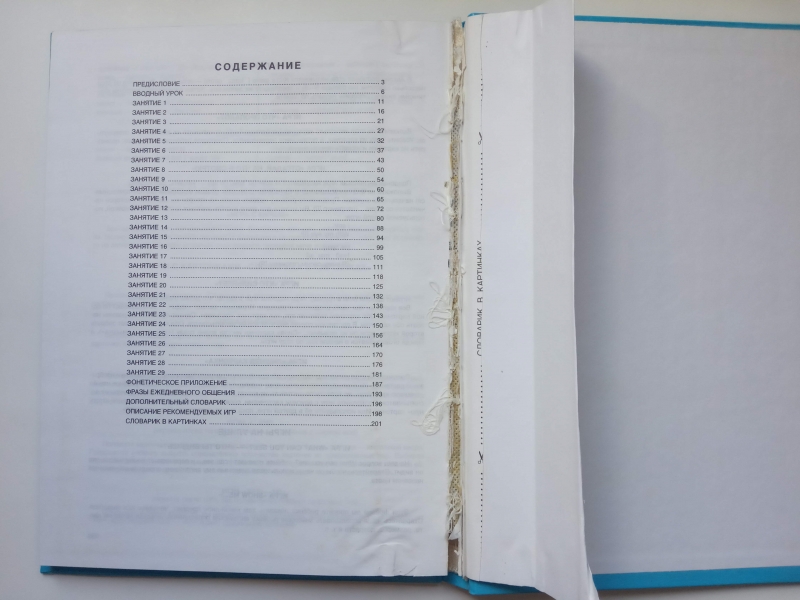 СОДЕРЖАНИЕ
ПРЕДИСЛОВИЕ 3
ВВОДНЫЙ УРОК 6
ЗАНЯТИЕ 1 11
ЗАНЯТИЕ 2 16
ЗАНЯТИЕ 3 21
ЗАНЯТИЕ 4 27
ЗАНЯТИЕ 5 32
ЗАНЯТИЕ 6 37
ЗАНЯТИЕ 7 43
ЗАНЯТИЕ 8 50
ЗАНЯТИЕ 9 54
ЗАНЯТИЕ 10 60
ЗАНЯТИЕ 11 65
ЗАНЯТИЕ 12 72
ЗАНЯТИЕ 13 80
ЗАНЯТИЕ 14 88
ЗАНЯТИЕ 15 94
ЗАНЯТИЕ 16 99
ЗАНЯТИЕ 17 105
ЗАНЯТИЕ 18 111
ЗАНЯТИЕ 19 118
ЗАНЯТИЕ 20 125
ЗАНЯТИЕ 21 132
ЗАНЯТИЕ 22 138
ЗАНЯТИЕ 23 143
ЗАНЯТИЕ 24 150
ЗАНЯТИЕ 25 156
ЗАНЯТИЕ 26 164
ЗАНЯТИЕ 27 170
ЗАНЯТИЕ 28 176
ЗАНЯТИЕ 29 181
ФОНЕТИЧЕСКОЕ ПРИЛОЖЕНИЕ 187
ФРАЗЫ ЕЖЕДНЕВНОГО ОБЩЕНИЯ 193
ДОПОЛНИТЕЛЬНЫЙ СЛОВАРИК 196
ОПИСАНИЕ РЕКОМЕНДУЕМЫХ ИГР 198
СЛОВАРИК В КАРТИНКАХ 201
СЛОВАРИК В КАРТИНКАХ